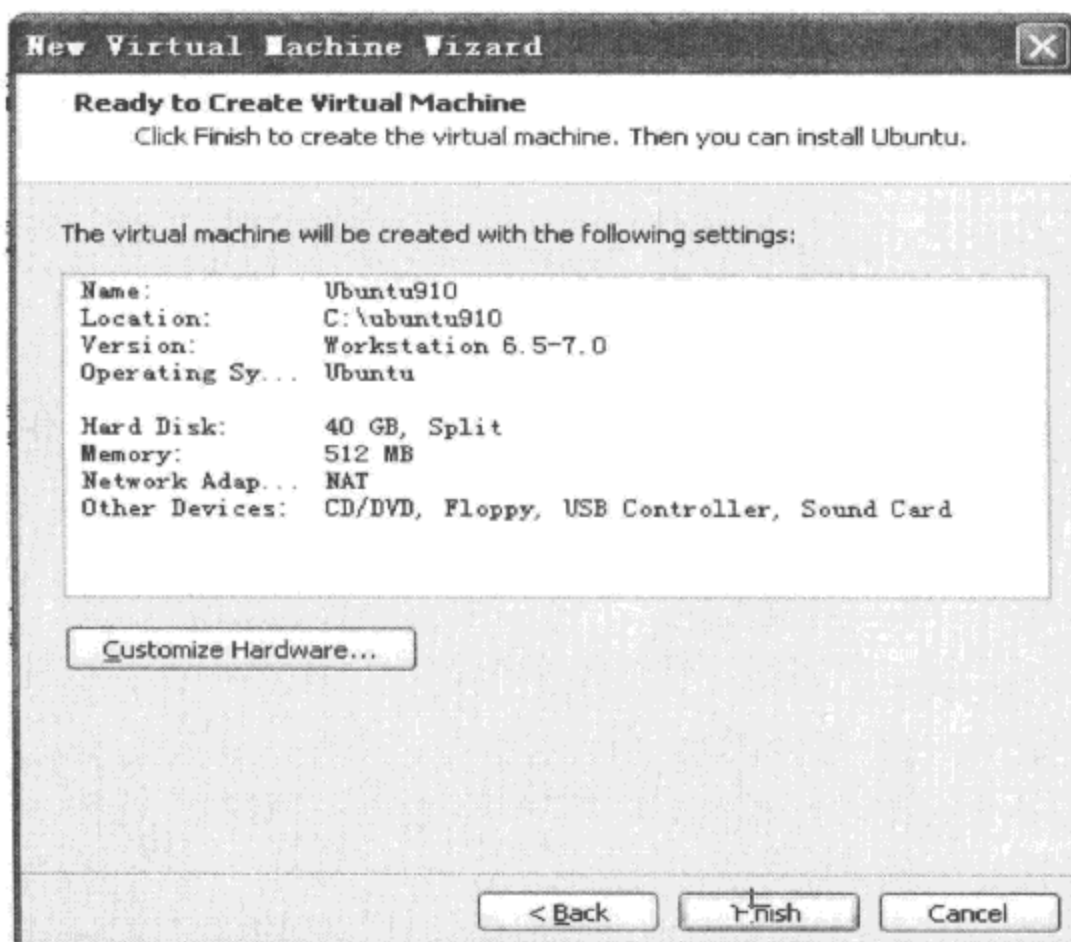 New Virtual Machine Wizard
Ready to Create Virtual Machine
Click Finish to create the virtual machine. Then you can install Ubuntu.
The virtual machine will be created with the following settings:
Name: Ubuntu910
Location: C:\ubuntu910
Version: Workstation 6.5-7.0
Operating Sy... Ubuntu
Hard Disk: 40 GB, Split
Memory: 512 MB
Network Adap... NAT
Other Devices: CD/DVD, Floppy, USB Controller, Sound Card
Customize Hardware...
< Back Finish Cancel